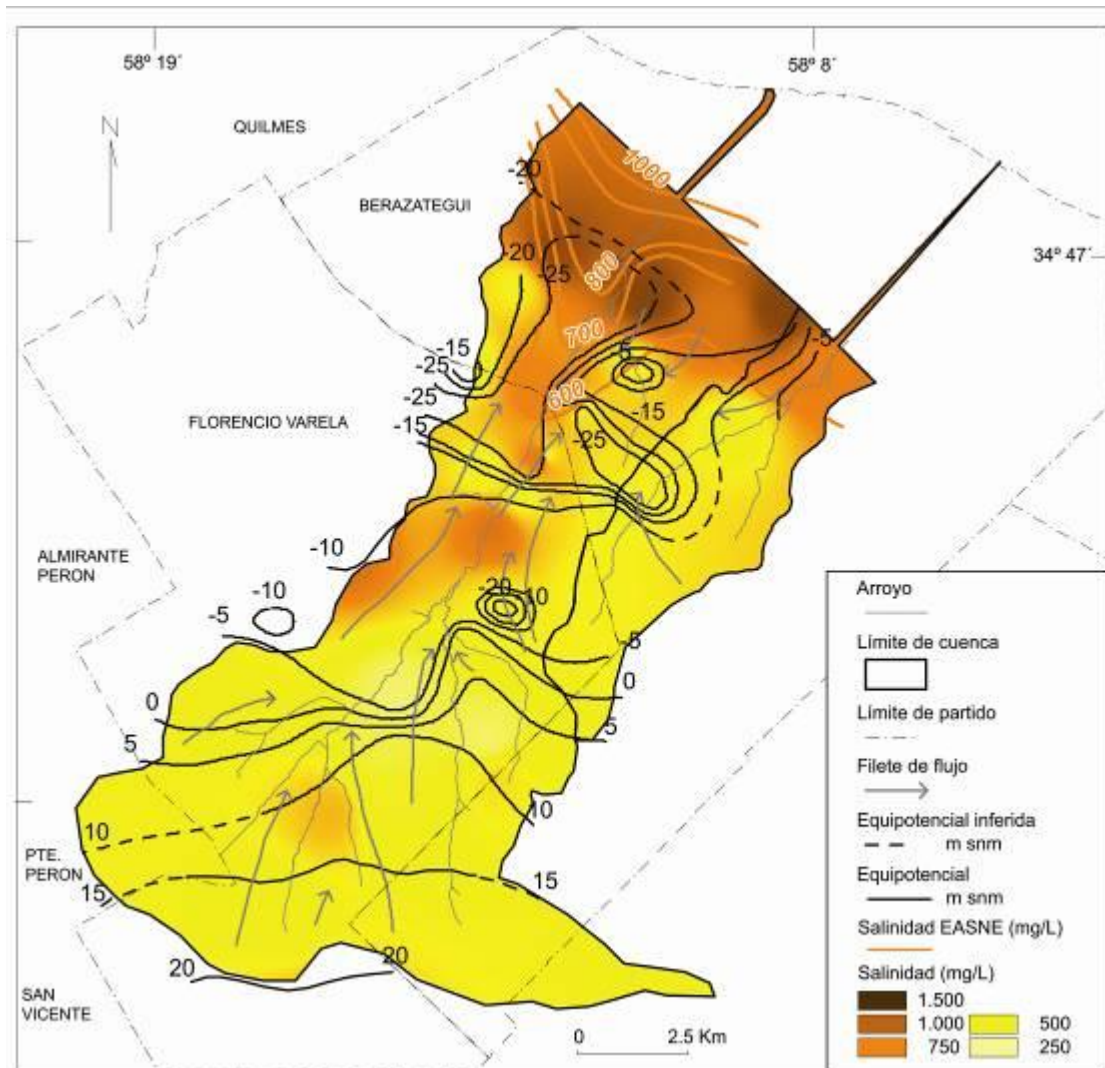 58º 19´
58º 8´
N
QUILMES
BERAZATEGUI
-20
1000
34º 47´
-20
-25
800
700
-5
-15
-25
-25
600
-5
-15
FLORENCIO VARELA
-15
-15
-25
ALMIRANTE
PERON
-10
-10
-20
-10
-5
-5
0
0
5
5
10
10
PTE.
PERON
15
15
20
20
SAN
VICENTE
0 2.5 Km
Arroyo
Límite de cuenca
Límite de partido
Filete de flujo
Equipotencial inferida
m snm
Equipotencial
m snm
Salinidad EASNE (mg/L)
Salinidad (mg/L)
1.500
1.000 500
750 250